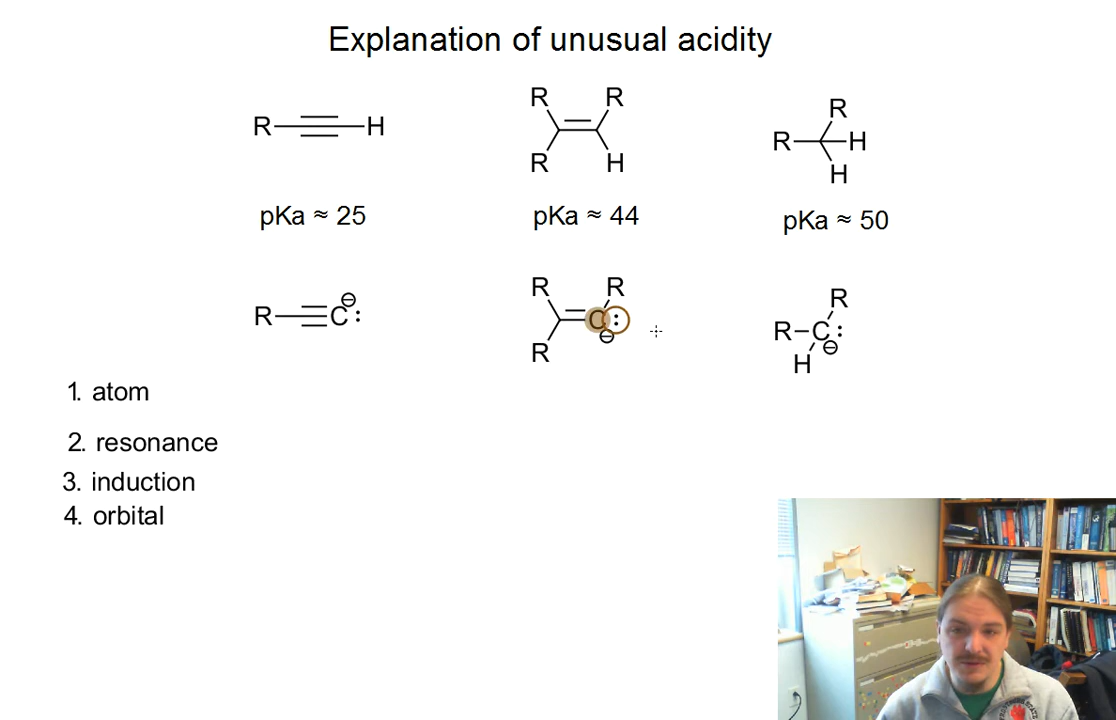 Explanation of unusual acidity
R H
R R
R H
R
R H
H
pKa ≈ 25
pKa ≈ 44
pKa ≈ 50
R C ⊖ :
R R
C :
⊖
R
R
R C :
⊖
H
1. atom
2. resonance
3. induction
4. orbital